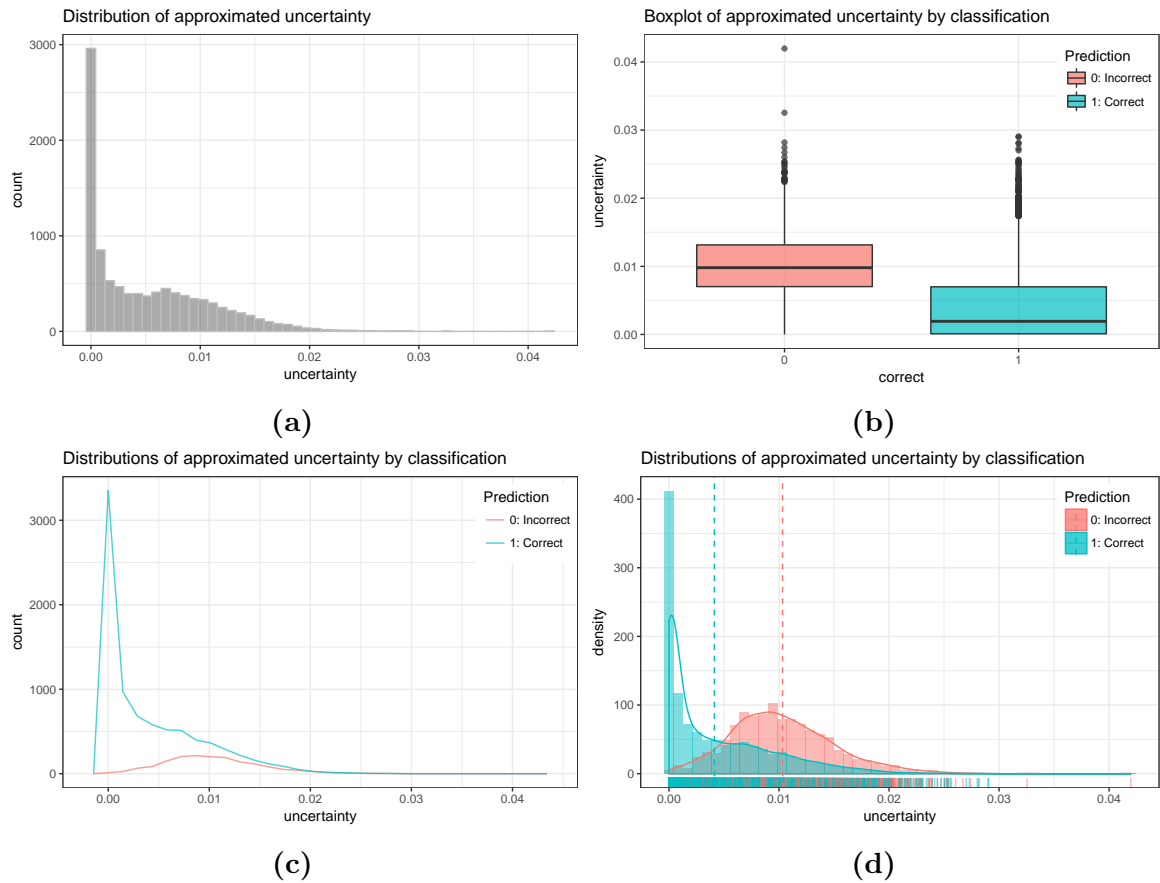 Distribution of approximated uncertainty
3000
2000
1000
0
count
0.00 0.01 0.02 0.03 0.04
uncertainty
(a)
Boxplot of approximated uncertainty by classification
0.04
0.03
0.02
0.01
0.00
uncertainty
Prediction
0: Incorrect
1: Correct
0 1
correct
(b)
Distributions of approximated uncertainty by classification
3000
2000
1000
0
count
Prediction
0: Incorrect
1: Correct
0.00 0.01 0.02 0.03 0.04
uncertainty
(c)
Distributions of approximated uncertainty by classification
400
300
200
100
0
density
Prediction
0: Incorrect
1: Correct
0.00 0.01 0.02 0.03 0.04
uncertainty
(d)